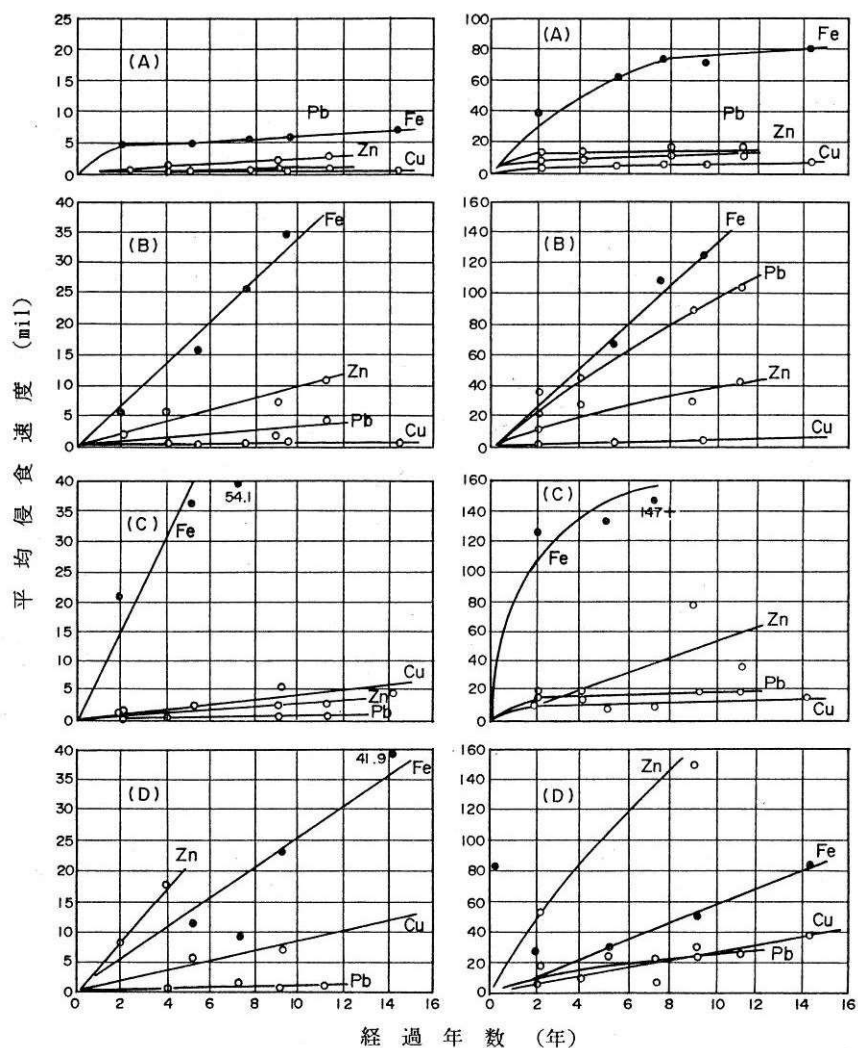 25
20
15
10
5
0
(A)
Pb
Fe
Zn
Cu
100
80
60
40
20
0
(A)
Fe
Pb
Zn
Cu
40
35
30
25
20
15
10
5
0
(B)
Fe
Zn
Pb
Cu
160
140
120
100
80
60
40
20
0
(B)
Fe
Pb
Zn
Cu
40
35
30
25
20
15
10
5
0
(C)
54.1
Fe
Cu
Zn
Pb
160
140
120
100
80
60
40
20
0
(C)
147+
Fe
Zn
Pb
Cu
40
35
30
25
20
15
10
5
0
(D)
41.9
Fe
Zn
Cu
Pb
0 2 4 6 8 10 12 14 16
160
140
120
100
80
60
40
20
0
Zn
(D)
Fe
Cu
Pb
0 2 4 6 8 10 12 14 16
平均侵食速度 (mil)
経過年数 (年)